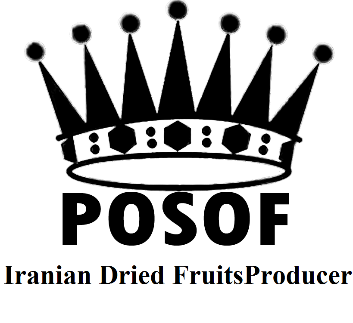 POSOF
Iranian Dried FruitsProducer